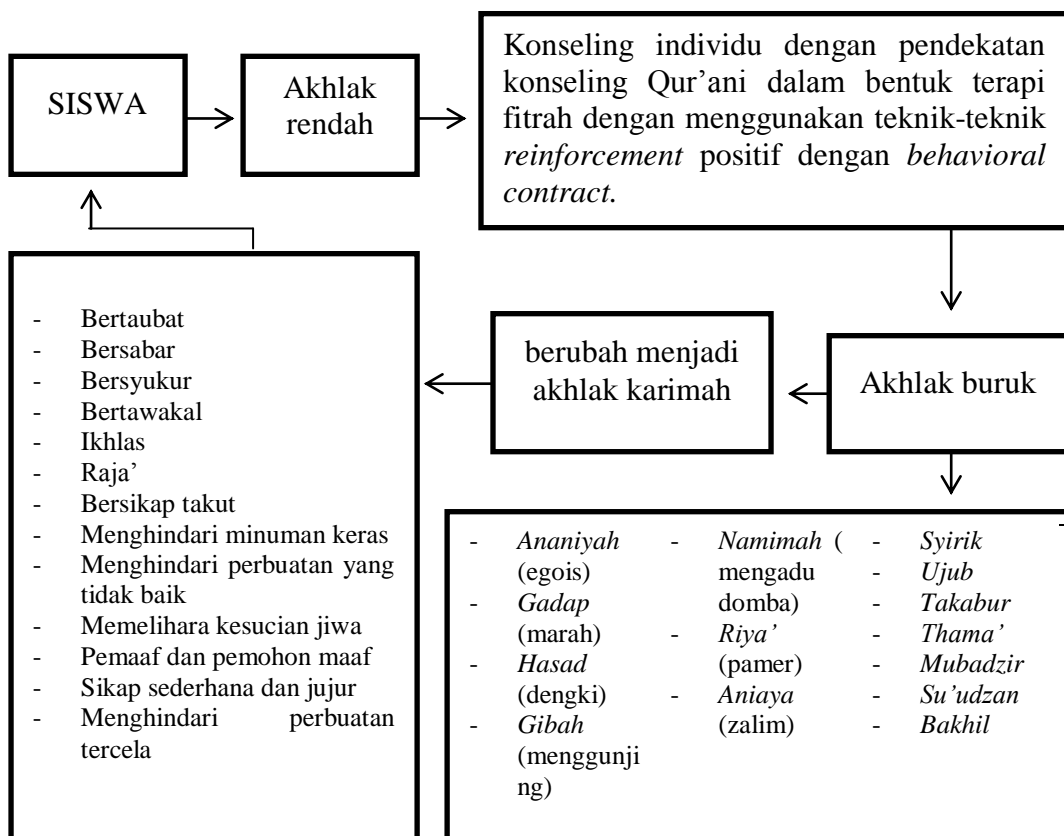 SISWA
Akhlak
rendah
Konseling individu dengan pendekatan
konseling Qur'ani dalam bentuk terapi
fitrah dengan menggunakan teknik-teknik
reinforcement positif dengan behavioral
contract.
- Bertaubat
- Bersabar
- Bersyukur
- Bertawakal
- Ikhlas
- Raja'
- Bersikap takut
- Menghindari minuman keras
- Menghindari perbuatan yang
tidak baik
- Memelihara kesucian jiwa
- Pemaaf dan pemohon maaf
- Sikap sederhana dan jujur
- Menghindari perbuatan
tercela
berubah menjadi
akhlak karimah
Akhlak buruk
- Ananiyah
(egois)
- Gadap
(marah)
- Hasad
(dengki)
- Gibah
(menggunji
ng)
- Namimah (
mengadu
domba)
- Riya'
(pamer)
- Aniaya
(zalim)
- Syirik
- Ujub
- Takabur
- Thama'
- Mubadzir
- Su'udzan
- Bakhil